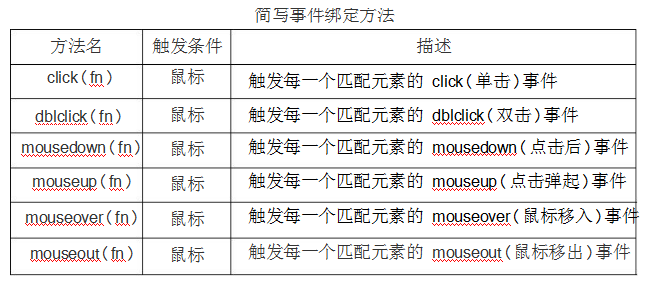 简写事件绑定方法
方法名 触发条件 描述
click(fn) 鼠标 触发每一个匹配元素的 click(单击)事件
dblclick(fn) 鼠标 触发每一个匹配元素的 dblclick(双击)事件
mousedown(fn) 鼠标 触发每一个匹配元素的 mousedown(点击后)事件
mouseup(fn) 鼠标 触发每一个匹配元素的 mouseup(点击弹起)事件
mouseover(fn) 鼠标 触发每一个匹配元素的 mouseover(鼠标移入)事件
mouseout(fn) 鼠标 触发每一个匹配元素的 mouseout(鼠标移出)事件